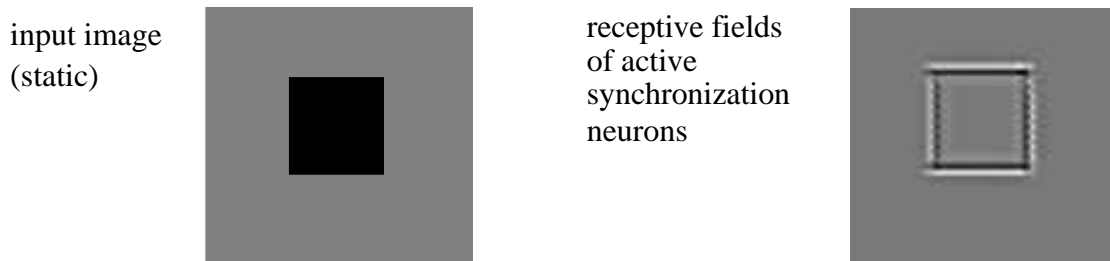 input image
(static)
receptive fields
of active
synchronization
neurons